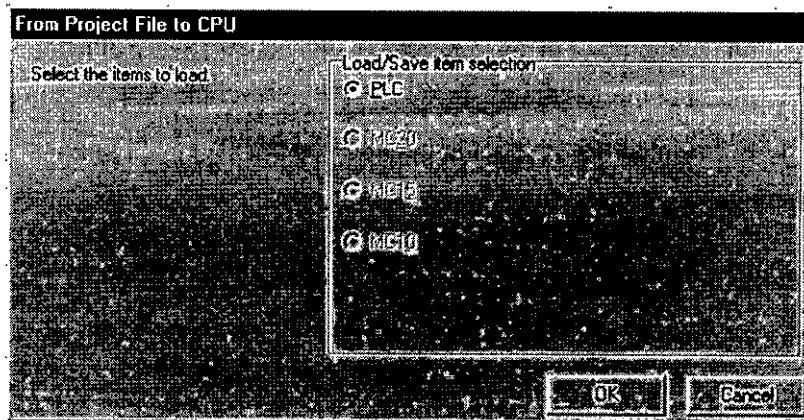 From Project File to CPU
Select the items to load.
Load/Save item selection
PLC
MC20
MC15
MC10
OK
Cancel